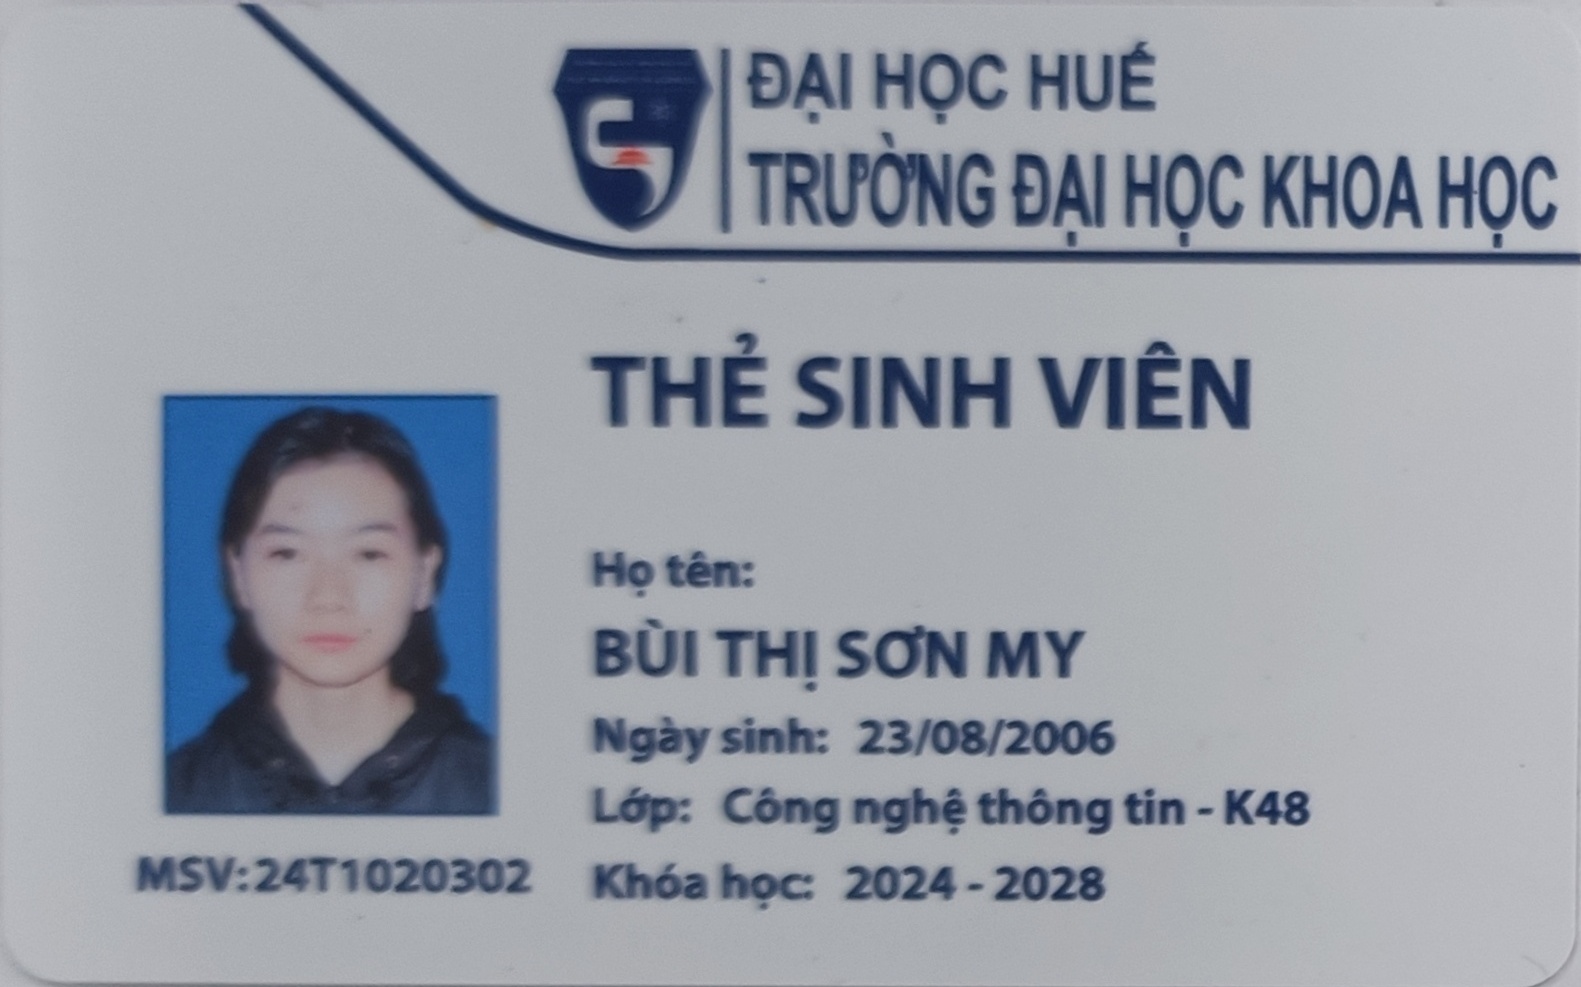 ĐẠI HỌC HUẾ
TRƯỜNG ĐẠI HỌC KHOA HỌC
THẺ SINH VIÊN
Họ tên:
BÙI THỊ SƠN MY
Ngày sinh: 23/08/2006
Lớp: Công nghệ thông tin - K48
Khóa học: 2024 - 2028
MSV:24T1020302